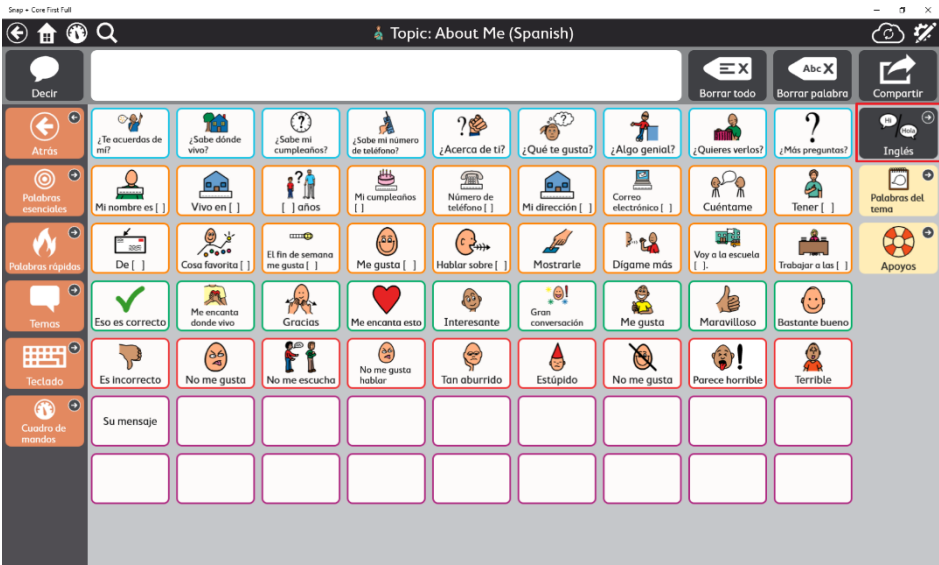 Snap + Core First Full
Topic: About Me (Spanish)
Decir
Abc
Borrar todo
Borrar palabra
Compartir
Atrás
¿Te acuerdas de
mí?
¿Sabe dónde
vivo?
¿Sabe mi
cumpleaños?
¿Sabe mi número
de teléfono?
¿Acerca de ti?
¿Qué te gusta?
¿Algo genial?
¿Quieres verlos?
¿Más preguntas?
Hi
Hola
Inglés
Palabras
esenciales
Mi nombre es [ ]
Vivo en [ ]
[ ] años
Mi cumpleaños
[ ]
Número de
teléfono [ ]
Mi dirección [ ]
Correo
electrónico [ ]
Cuéntame
Tener [ ]
Palabras del
tema
Palabras rápidas
De [ ]
Cosa favorita [ ]
El fin de semana
me gusta [ ]
Me gusta [ ]
Hablar sobre [ ]
Mostrarle
Dígame más
Voy a la escuela
[ ].
Trabajar a las [ ]
Apoyos
Temas
Eso es correcto
Me encanta
donde vivo
Gracias
Me encanta esto
Interesante
Gran
conversación
Me gusta
Maravilloso
Bastante bueno
Teclado
Es incorrecto
No me gusta
No me escucha
No me gusta
hablar
Tan aburrido
Estúpido
No me gusta
Parece horrible
Terrible
Cuadro de
mandos
Su mensaje